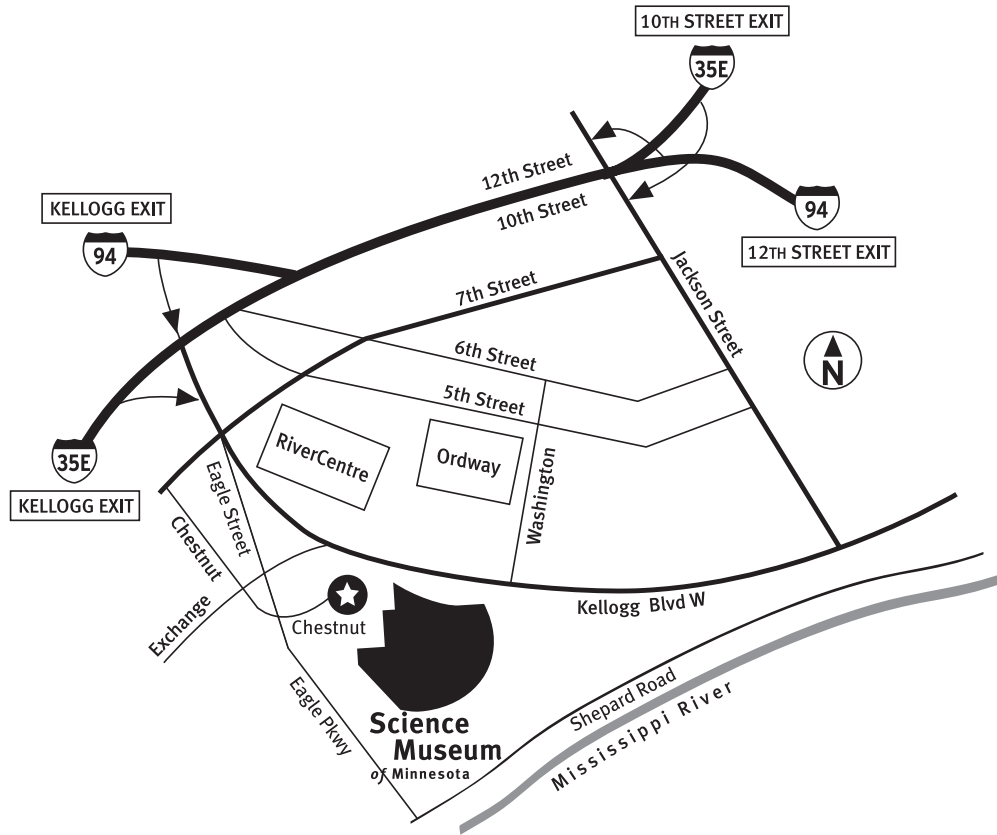 10TH STREET EXIT
35E
12th Street
10th Street
KELLOGG EXIT
94
94
12TH STREET EXIT
7th Street
Jackson Street
6th Street
N
5th Street
RiverCentre
Ordway
Washington
35E
KELLOGG EXIT
Eagle Street
Chestnut
Exchange
Chestnut
Kellogg Blvd W
Eagle Pkwy
Shepard Road
Mississippi River
Science
Museum
of Minnesota